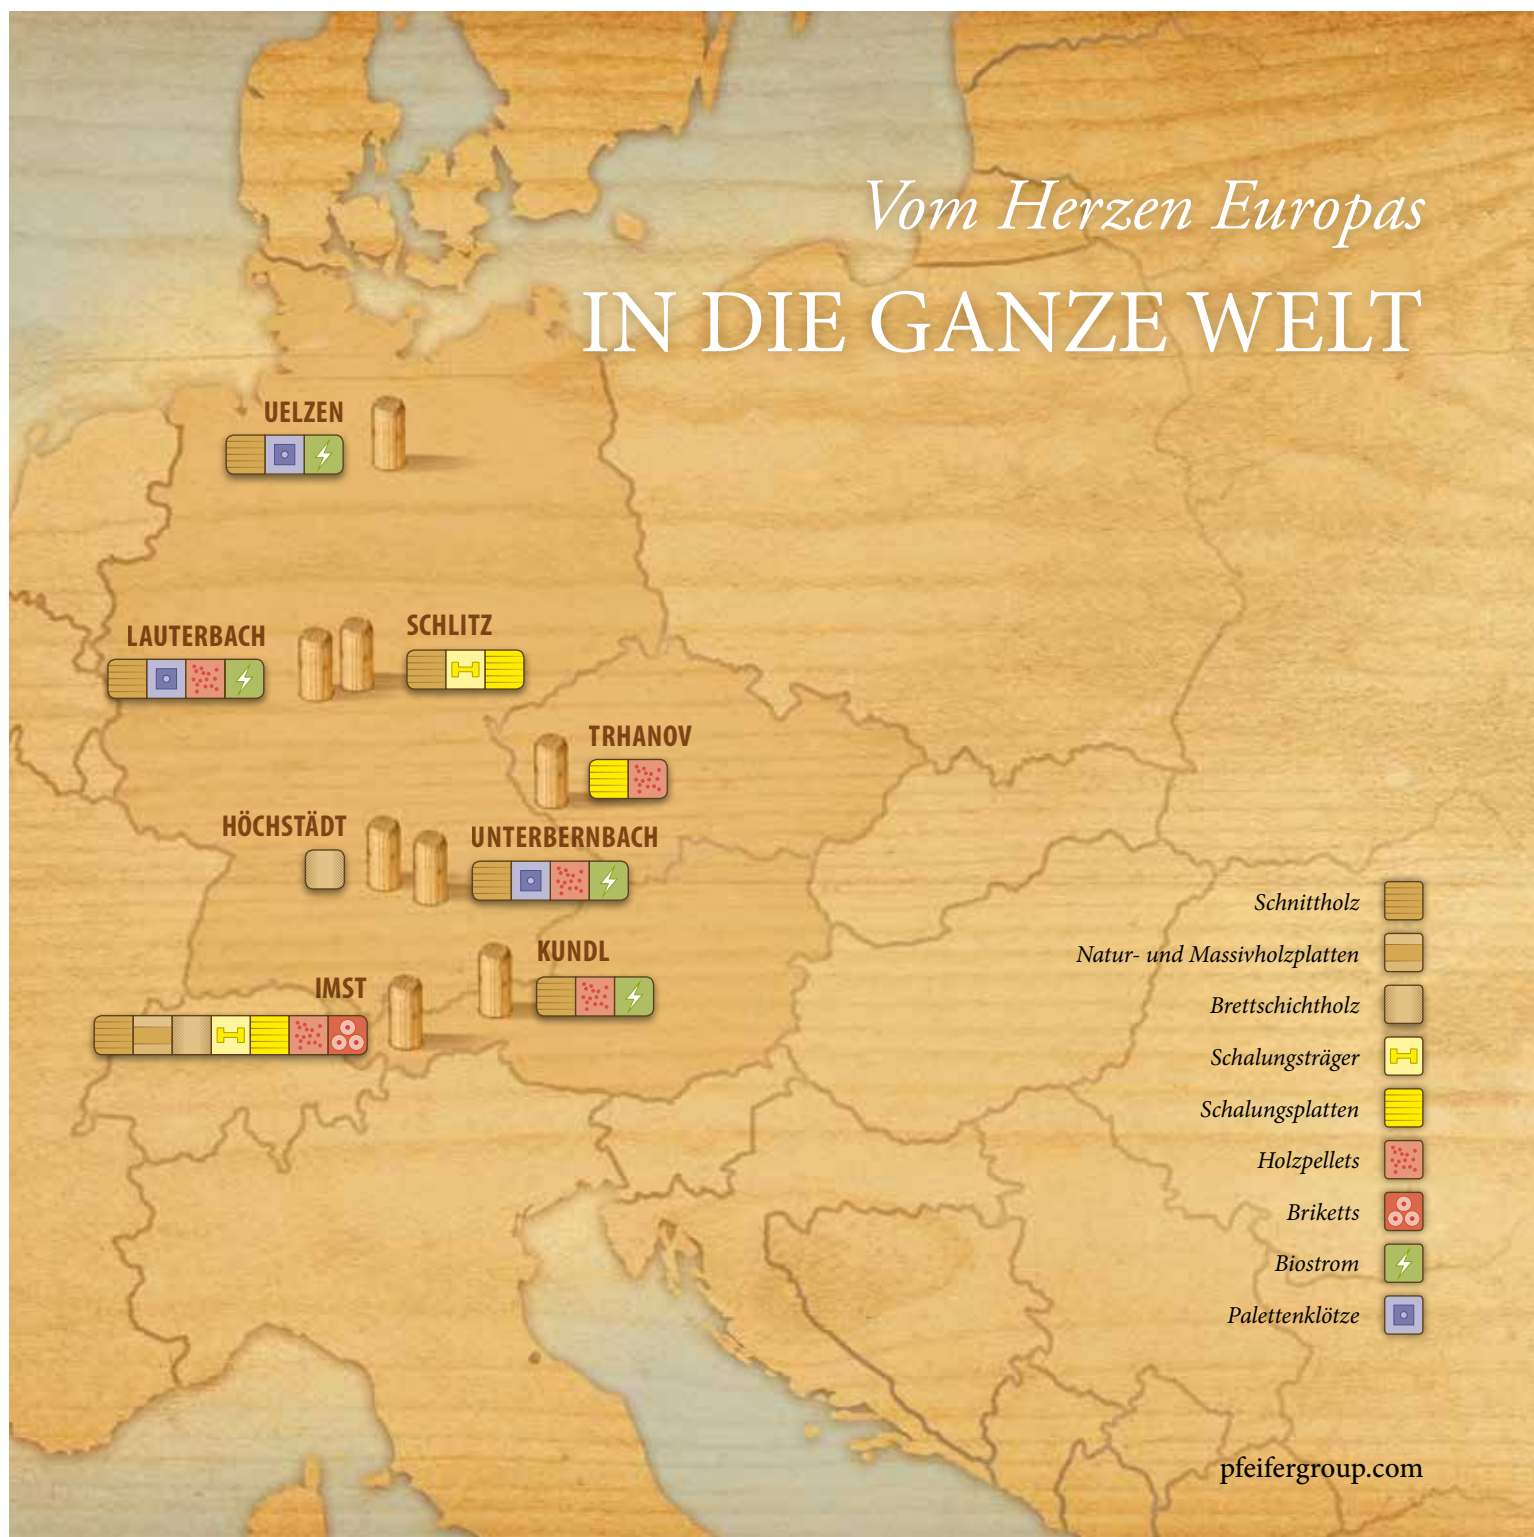 Vom Herzen Europas
IN DIE GANZE WELT
UELZEN
LAUTERBACH
SCHLITZ
TRHANOV
HÖCHSTÄDT
UNTERBERNBACH
KUNDL
IMST
Schnittholz
Natur- und Massivholzplatten
Brettschichtholz
Schalungsträger
Schalungsplatten
Holzpellets
Briketts
Biostrom
Palettenklötze
pfeifergroup.com